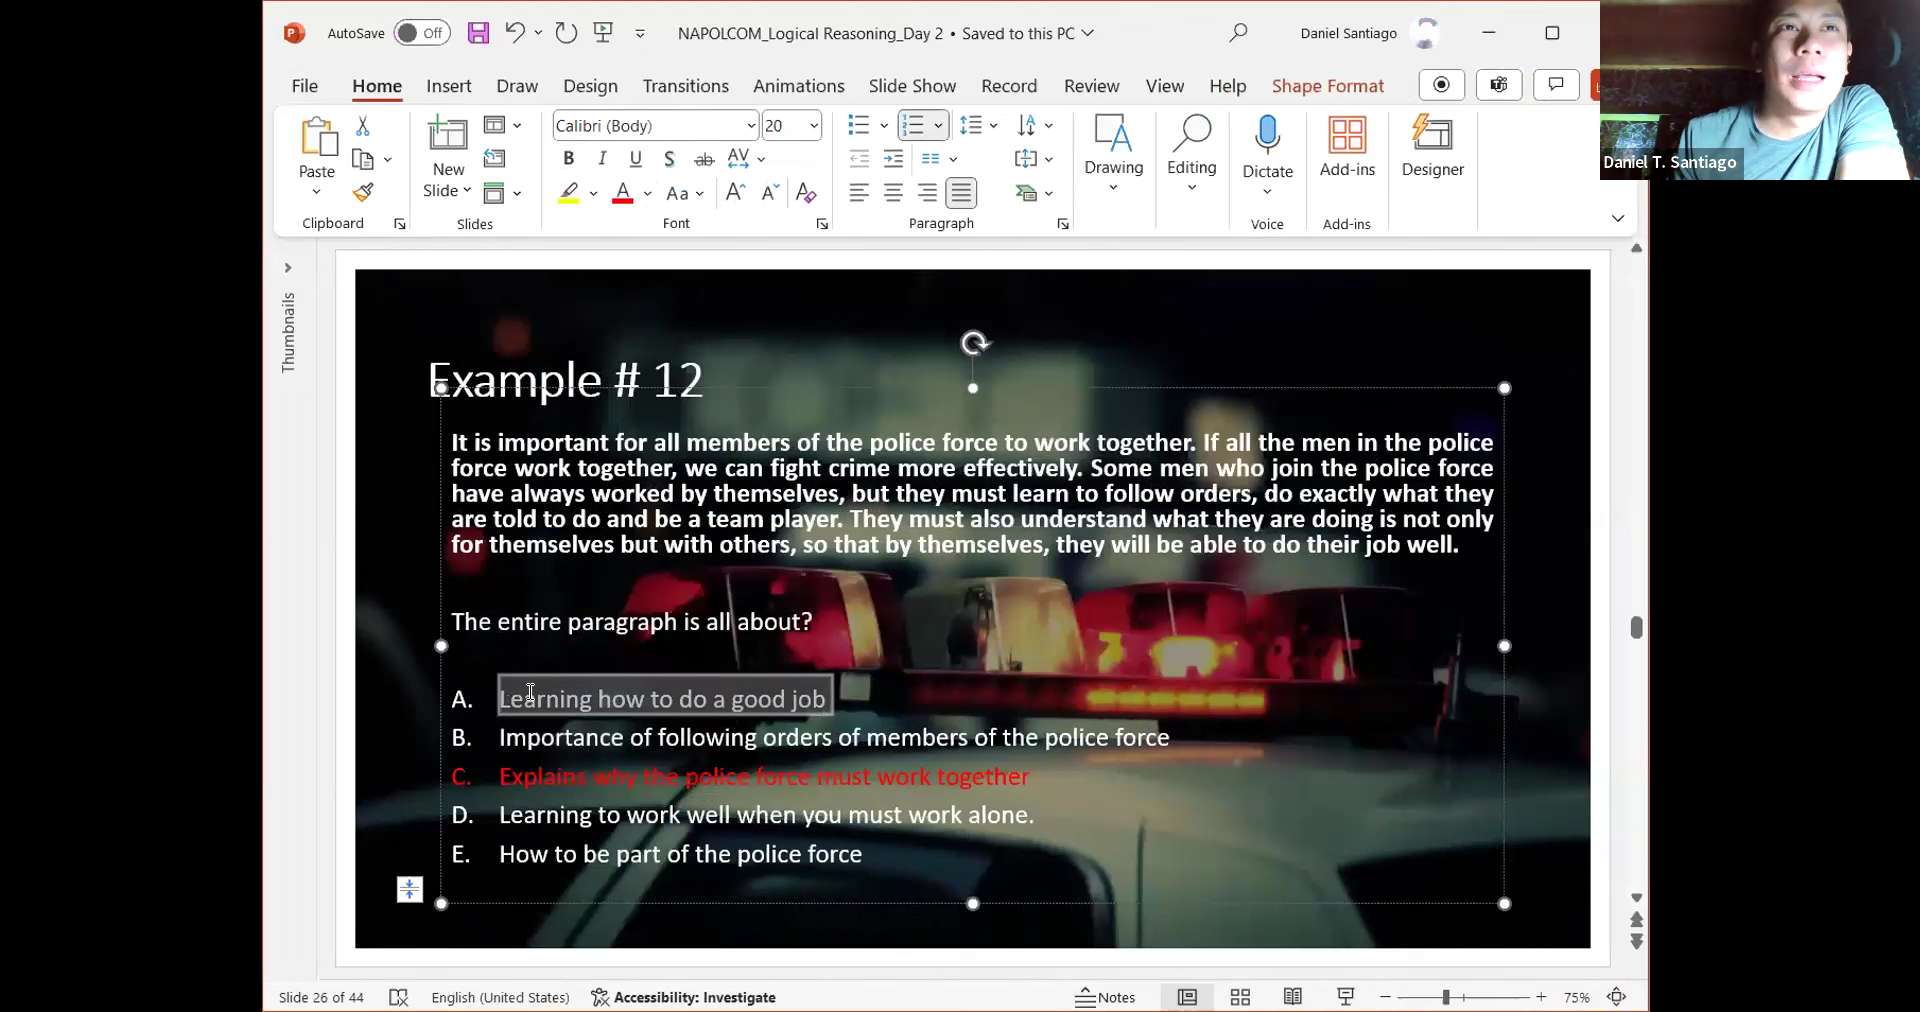 AutoSave Off NAPOLCOM_Logical Reasoning_Day 2 • Saved to this PC Daniel Santiago
File Home Insert Draw Design Transitions Animations Slide Show Record Review View Help Shape Format
Paste New Slide Calibri (Body) 20 Drawing Editing Dictate Add-ins Designer
Clipboard Slides Font Paragraph Voice Add-ins
Daniel T. Santiago
Thumbnails
Example # 12
It is important for all members of the police force to work together. If all the men in the police
force work together, we can fight crime more effectively. Some men who join the police force
have always worked by themselves, but they must learn to follow orders, do exactly what they
are told to do and be a team player. They must also understand what they are doing is not only
for themselves but with others, so that by themselves, they will be able to do their job well.
The entire paragraph is all about?
A. Learning how to do a good job
B. Importance of following orders of members of the police force
C. Explains why the police force must work together
D. Learning to work well when you must work alone.
E. How to be part of the police force
Slide 26 of 44 English (United States) Accessibility: Investigate Notes 75%